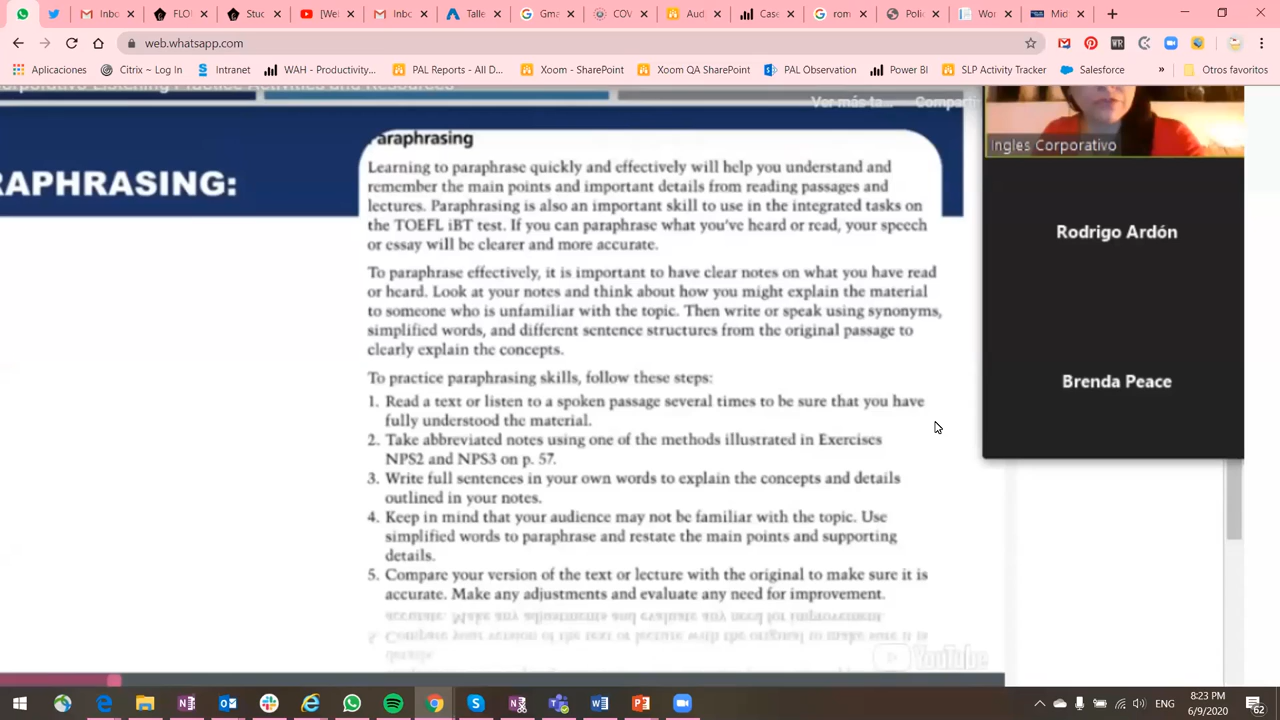 Inbo
FLO
Stuc
[Wel
Inbc
Talle
Gma
COV
Aud
Case
rom
Polic
Wor
Mid
web.whatsapp.com
Aplicaciones
Citrix ~ Log In
Intranet
WAH - Productivity...
PAL Reports - All D...
Xoom - SharePoint
Xoom QA SharePoint
PAL Observation
Power BI
SLP Activity Tracker
Salesforce
»
Otros favoritos
Corporativo Listening Practice Activities and Resources
Ver más ta...
Comparti
RAPHRASING:
Paraphrasing
Learning to paraphrase quickly and effectively will help you understand and
remember the main points and important details from reading passages and
lectures. Paraphrasing is also an important skill to use in the integrated tasks on
the TOEFL iBT test. If you can paraphrase what you've heard or read, your speech
or essay will be clearer and more accurate.
To paraphrase effectively, it is important to have clear notes on what you have read
or heard. Look at your notes and think about how you might explain the material
to someone who is unfamiliar with the topic. Then write or speak using synonyms,
simplified words, and different sentence structures from the original passage to
clearly explain the concepts.
To practice paraphrasing skills, follow these steps:
1. Read a text or listen to a spoken passage several times to be sure that you have
fully understood the material.
2. Take abbreviated notes using one of the methods illustrated in Exercises
NPS2 and NPS3 on p. 57.
3. Write full sentences in your own words to explain the concepts and details
outlined in your notes.
4. Keep in mind that your audience may not be familiar with the topic. Use
simplified words to paraphrase and restate the main points and supporting
details.
5. Compare your version of the text or lecture with the original to make sure it is
accurate. Make any adjustments and evaluate any need for improvement.
YouTube
Ingles Corporativo
Rodrigo Ardón
Brenda Peace
ENG
8:23 PM
6/9/2020
62